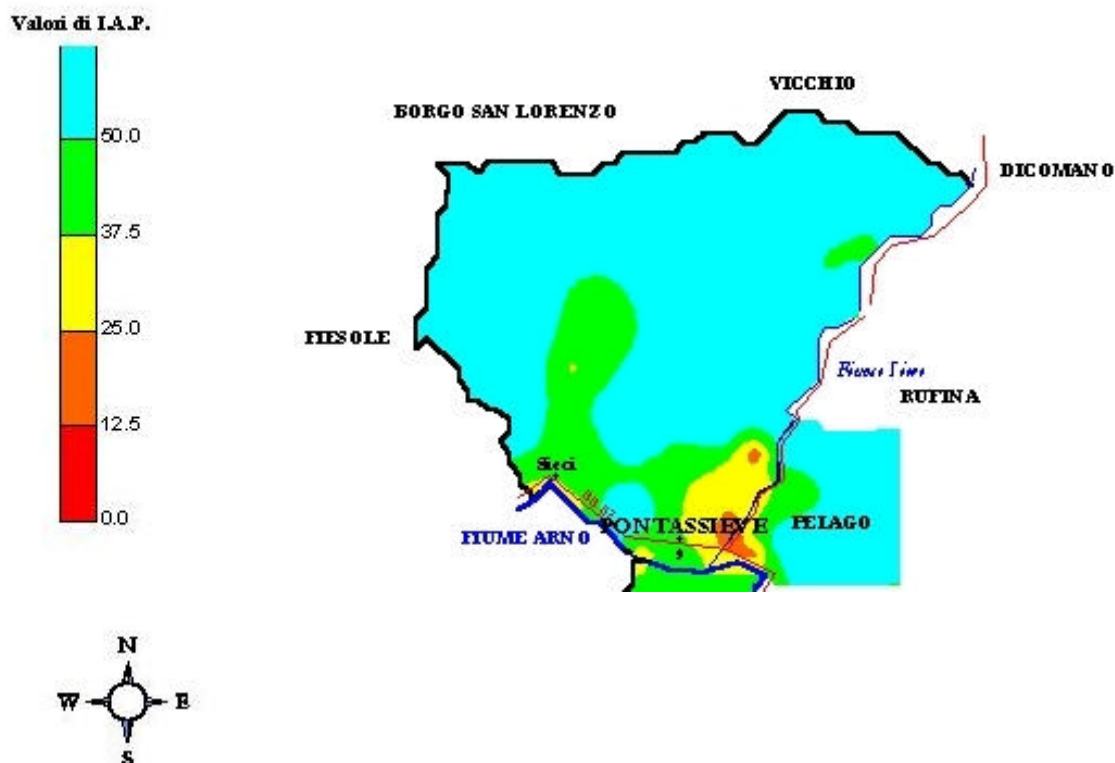 Valori di I.A.P.
50.0
37.5
25.0
12.5
0.0
VICCHIO
BORGO SAN LORENZO
DICOMANO
FIESOLE
RUFINA
Sieci
PONTASSIEVE
PELAGO
FIUME ARNO
N
W
E
S